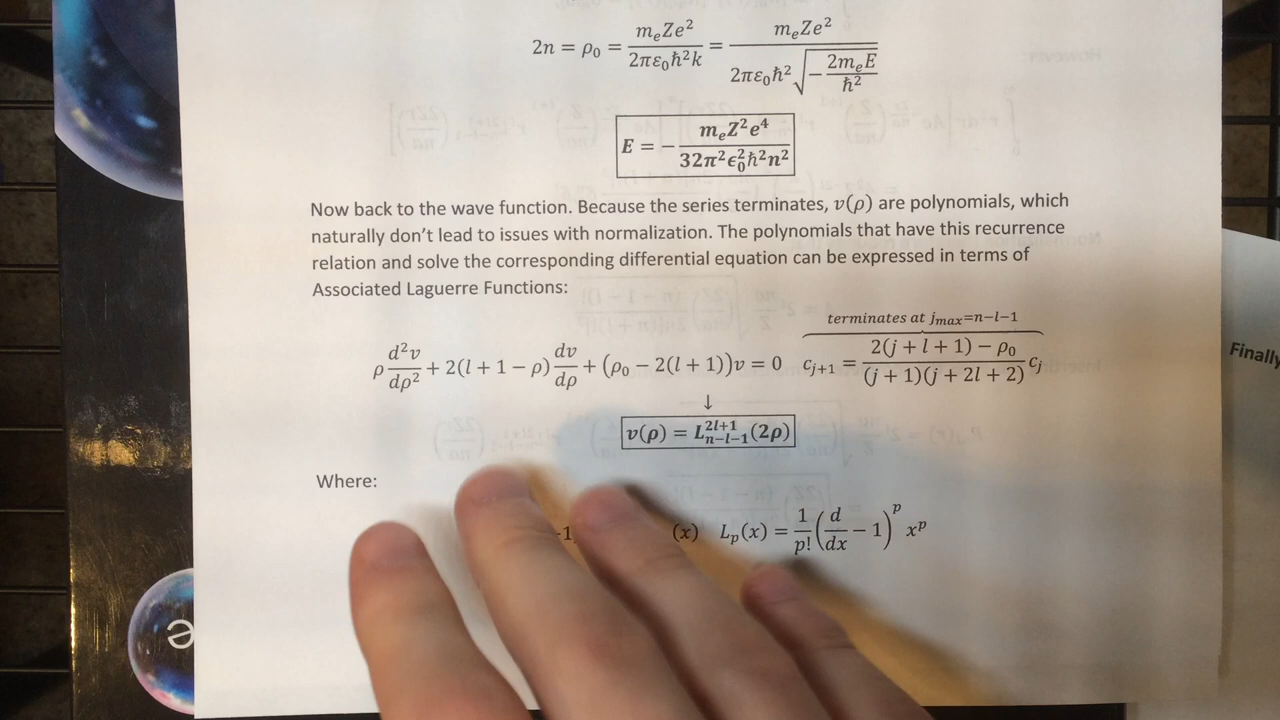 2n = ρ₀ = mₑZe² / 2πε₀ħ²k = mₑZe² / 2πε₀ħ²√(−2mₑE / ħ²)
E = − mₑZ²e⁴ / 32π²ϵ₀²ħ²n²
Now back to the wave function. Because the series terminates, v(ρ) are polynomials, which
naturally don't lead to issues with normalization. The polynomials that have this recurrence
relation and solve the corresponding differential equation can be expressed in terms of
Associated Laguerre Functions:
terminates at jₘₐₓ=n−l−1
ρ d²v/dρ² + 2(l + 1 − ρ) dv/dρ + (ρ₀ − 2(l + 1))v = 0 cⱼ₊₁ = 2(j + l + 1) − ρ₀ / (j + 1)(j + 2l + 2) cⱼ
↓
v(ρ) = L²ˡ⁺¹ₙ₋ₗ₋₁(2ρ)
Where:
-1 (x) Lₚ(x) = 1/p! (d/dx − 1)ᵖ xᵖ
Finally
e